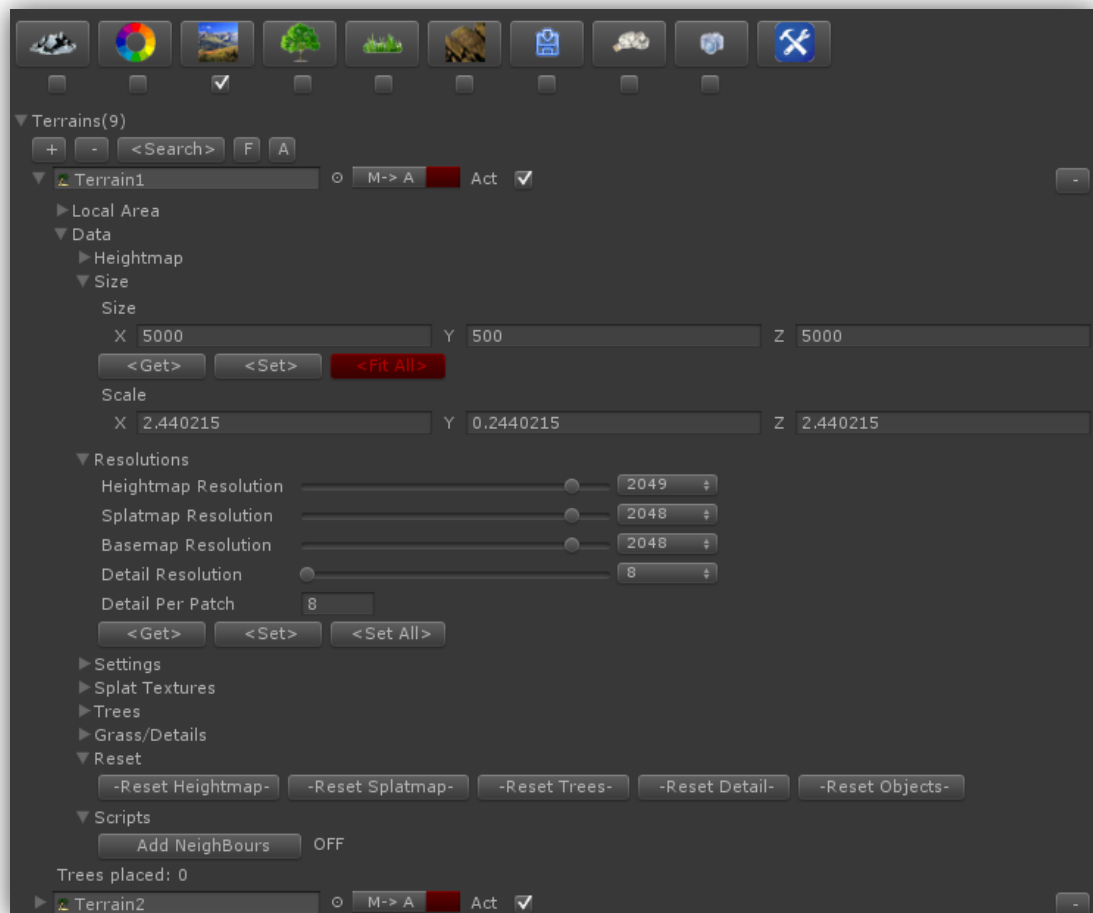 Terrains(9)
+ - <Search> F A
Terrain1 M-> A Act -
Local Area
Data
Heightmap
Size
Size
X 5000 Y 500 Z 5000
<Get> <Set> <Fit All>
Scale
X 2.440215 Y 0.2440215 Z 2.440215
Resolutions
Heightmap Resolution 2049
Splatmap Resolution 2048
Basemap Resolution 2048
Detail Resolution 8
Detail Per Patch 8
<Get> <Set> <Set All>
Settings
Splat Textures
Trees
Grass/Details
Reset
-Reset Heightmap- -Reset Splatmap- -Reset Trees- -Reset Detail- -Reset Objects-
Scripts
Add NeighBours OFF
Trees placed: 0
Terrain2 M-> A Act -